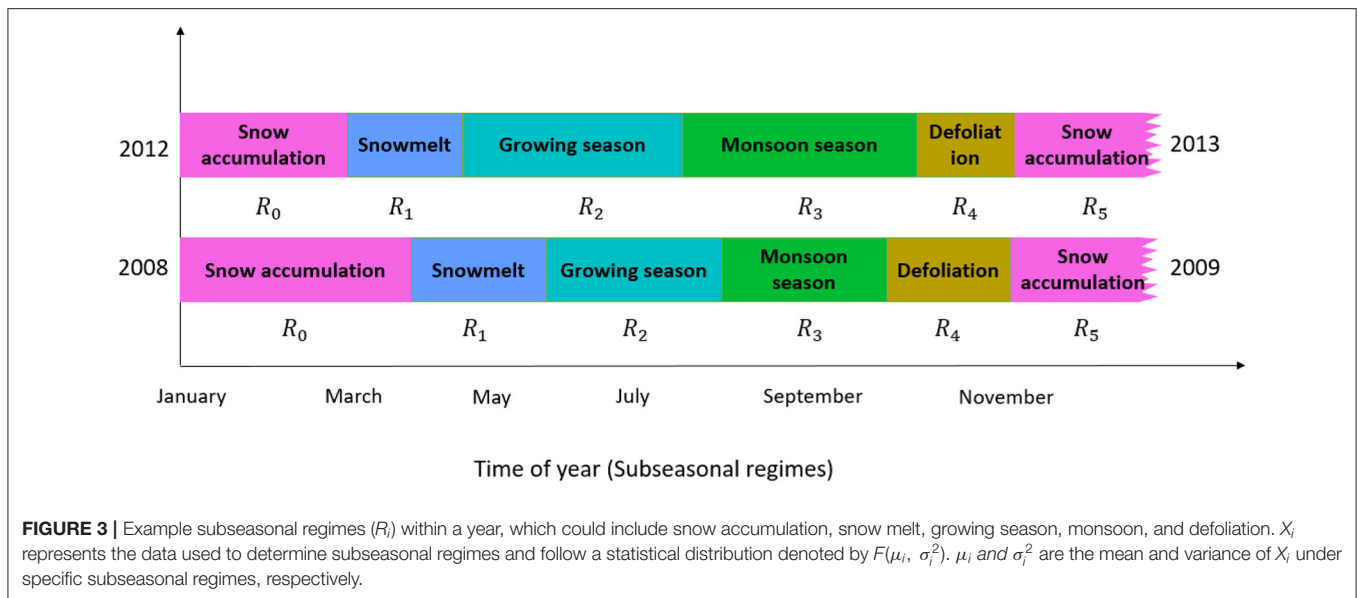 2012
Snow
accumulation
Snowmelt
Growing season
Monsoon season
Defoliat
ion
Snow
accumulation
2013
R₀ R₁ R₂ R₃ R₄ R₅
2008
Snow accumulation
Snowmelt
Growing season
Monsoon
season
Defoliation
Snow
accumulation
2009
R₀ R₁ R₂ R₃ R₄ R₅
January March May July September November
Time of year (Subseasonal regimes)
FIGURE 3 | Example subseasonal regimes (Rᵢ) within a year, which could include snow accumulation, snow melt, growing season, monsoon, and defoliation. Xᵢ
represents the data used to determine subseasonal regimes and follow a statistical distribution denoted by F(μᵢ, σᵢ²). μᵢ and σᵢ² are the mean and variance of Xᵢ under
specific subseasonal regimes, respectively.